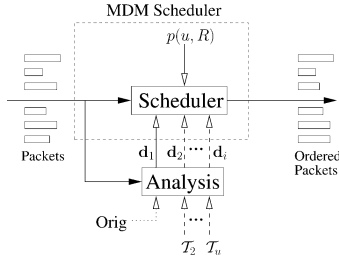 MDM Scheduler
p(u, R)
Scheduler
Packets
d₁ d₂ ··· dᵢ
Ordered
Packets
Analysis
Orig
···
𝒯₂ 𝒯ᵤ